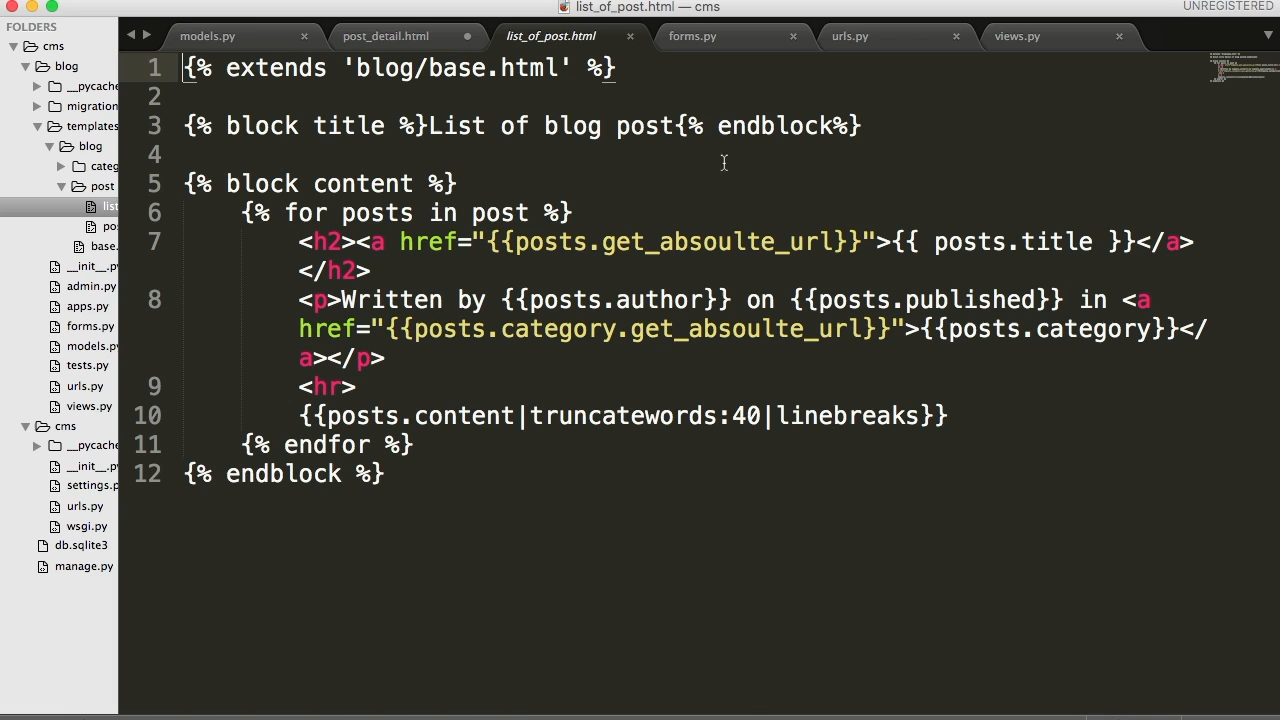 list_of_post.html — cms
UNREGISTERED
FOLDERS
cms
blog
__pycache
migration
templates
blog
categ
post
list
pos
base.
__init__.py
admin.py
apps.py
forms.py
models.py
tests.py
urls.py
views.py
cms
__pycache
__init__.py
settings.p
urls.py
wsgi.py
db.sqlite3
manage.py
models.py
post_detail.html
list_of_post.html
forms.py
urls.py
views.py
1 {% extends 'blog/base.html' %}
2
3 {% block title %}List of blog post{% endblock%}
4
5 {% block content %}
6 {% for posts in post %}
7 <h2><a href="{{posts.get_absoulte_url}}">{{ posts.title }}</a>
</h2>
8 <p>Written by {{posts.author}} on {{posts.published}} in <a
href="{{posts.category.get_absoulte_url}}">{{posts.category}}</
a></p>
9 <hr>
10 {{posts.content|truncatewords:40|linebreaks}}
11 {% endfor %}
12 {% endblock %}